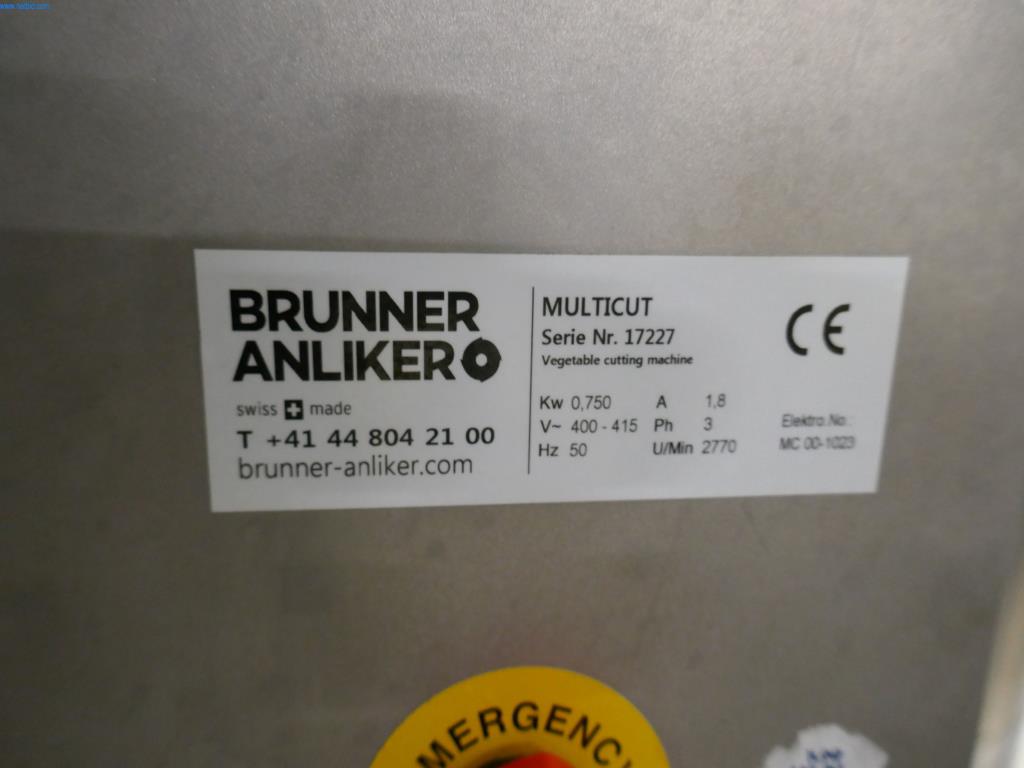 BRUNNER
ANLIKER
swiss made
T +41 44 804 21 00
brunner-anliker.com
MULTICUT
Serie Nr. 17227
Vegetable cutting machine
Kw 0,750 A 1,8
V~ 400 - 415 Ph 3
Hz 50 U/Min 2770
CE
Elektro.No.:
MC 00-1023
EMERGENCY